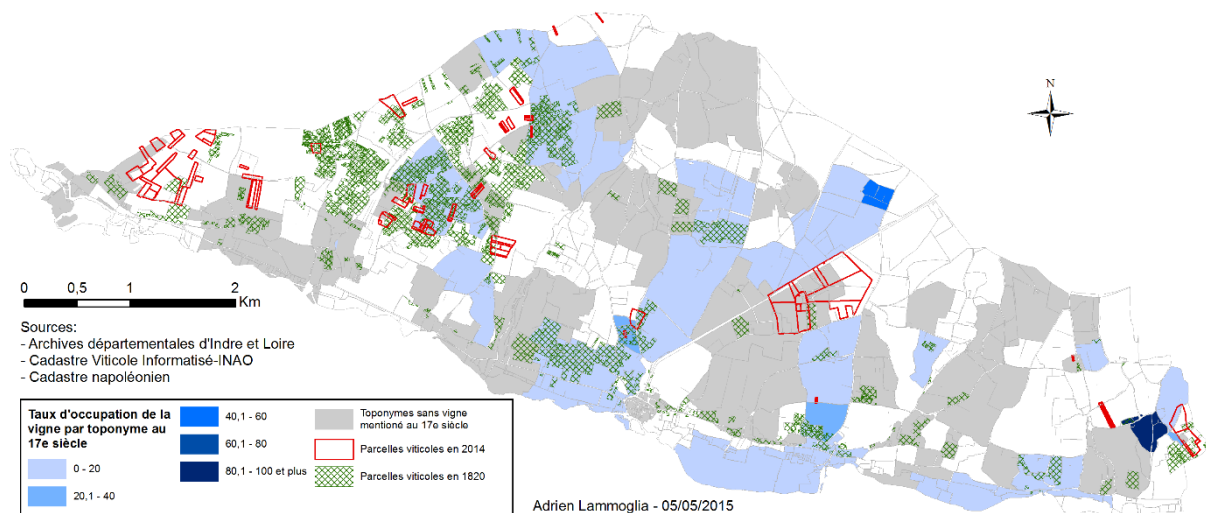 N
0 0,5 1 2
Km
Sources:
- Archives départementales d'Indre et Loire
- Cadastre Viticole Informatisé-INAO
- Cadastre napoléonien
Taux d'occupation de la
vigne par toponyme au
17e siècle
0 - 20
20,1 - 40
40,1 - 60
60,1 - 80
80,1 - 100 et plus
Toponymes sans vigne
mentioné au 17e siècle
Parcelles viticoles en 2014
Parcelles viticoles en 1820
Adrien Lammoglia - 05/05/2015